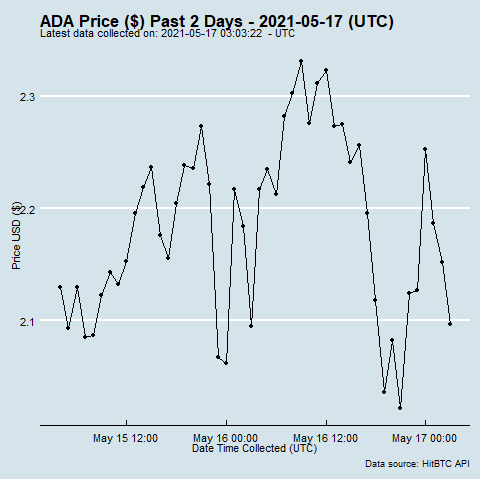 ADA Price ($) Past 2 Days - 2021-05-17 (UTC)
Latest data collected on: 2021-05-17 03:03:22 - UTC
2.3
2.2
2.1
Price USD ($)
May 15 12:00 May 16 00:00 May 16 12:00 May 17 00:00
Date Time Collected (UTC)
Data source: HitBTC API